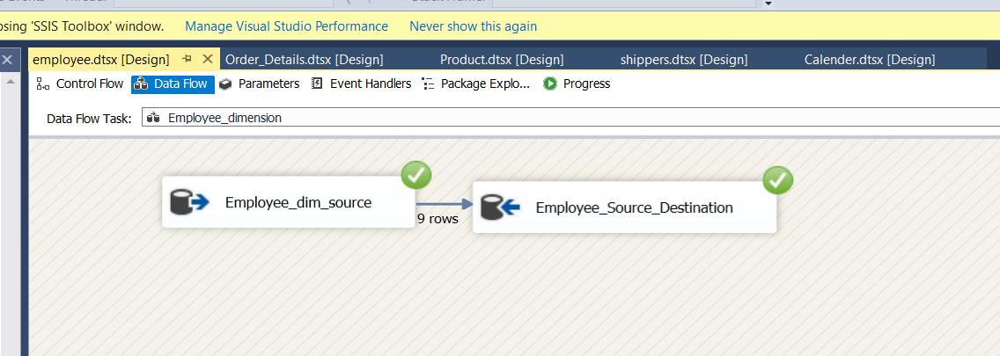 posing 'SSIS Toolbox' window. Manage Visual Studio Performance Never show this again
employee.dtsx [Design] Order_Details.dtsx [Design] Product.dtsx [Design] shippers.dtsx [Design] Calender.dtsx [Design]
Control Flow Data Flow Parameters Event Handlers Package Explo... Progress
Data Flow Task: Employee_dimension
Employee_dim_source
9 rows
Employee_Source_Destination